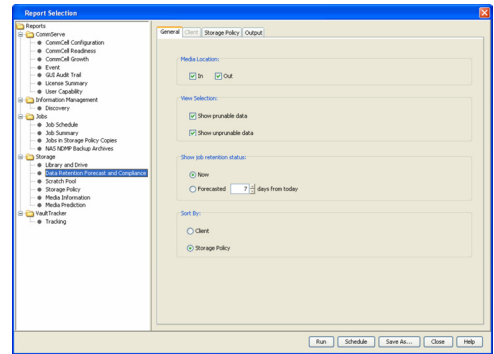 Report Selection
Reports
CommServe
CommCell Configuration
CommCell Readiness
CommCell Growth
Event
GUI Audit Trail
License Summary
User Capability
Information Management
Discovery
Jobs
Job Schedule
Job Summary
Jobs in Storage Policy Copies
NAS NDMP Backup Archives
Storage
Library and Drive
Data Retention Forecast and Compliance
Scratch Pool
Storage Policy
Media Information
Media Prediction
VaultTracker
Tracking
General Client Storage Policy Output
Media Location:
In Out
View Selection:
Show prunable data
Show unprunable data
Show job retention status:
Now
Forecasted 7 days from today
Sort By:
Client
Storage Policy
Run Schedule Save As... Close Help